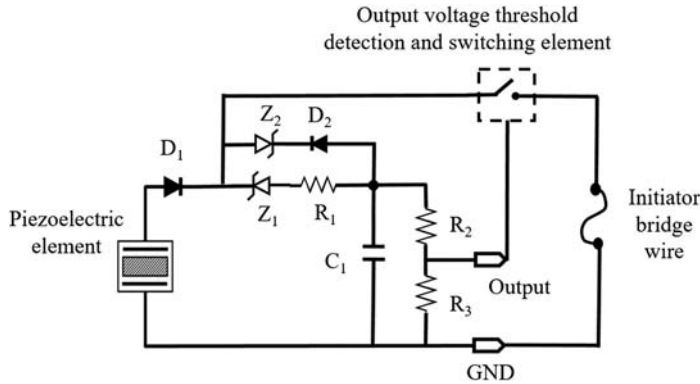 Output voltage threshold
detection and switching element
Z₂
D₂
D₁
Z₁
R₁
Piezoelectric
element
C₁
R₂
R₃
Output
GND
Initiator
bridge
wire